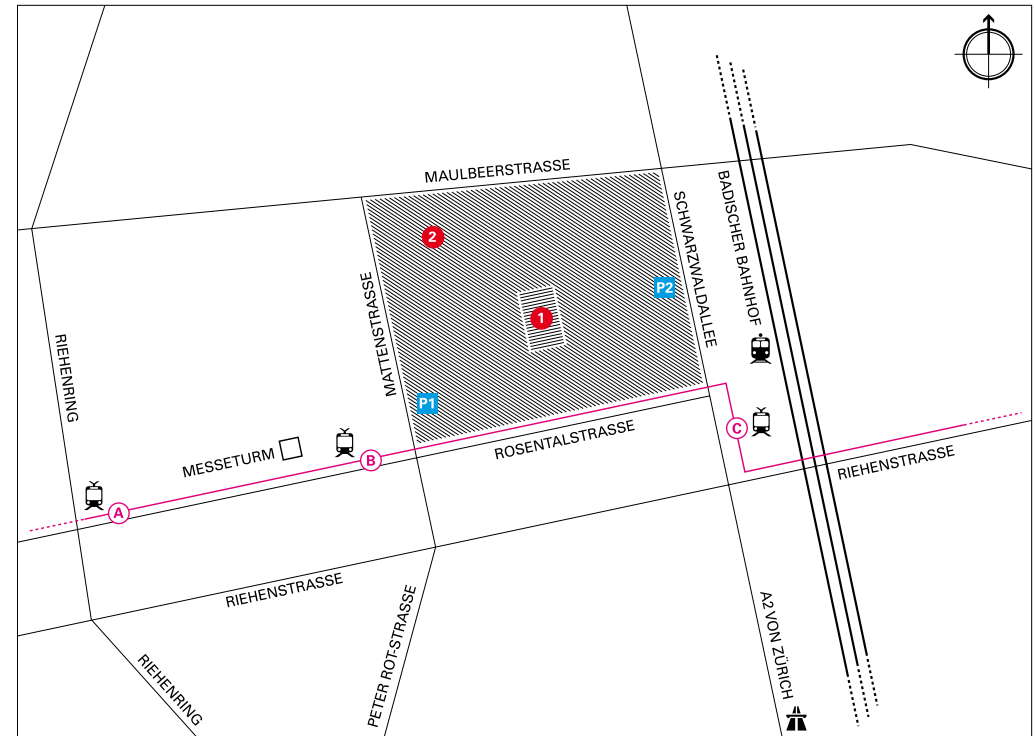 MAULBEERSTRASSE
BADISCHER BAHNHOF
SCHWARZWALDALLEE
2
MATTENSTRASSE
P2
1
RIEHENRING
P1
C
ROSENTALSTRASSE
MESSETURM
B
RIEHENSTRASSE
A
RIEHENSTRASSE
PETER ROT-STRASSE
A2 VON ZÜRICH
RIEHENRING